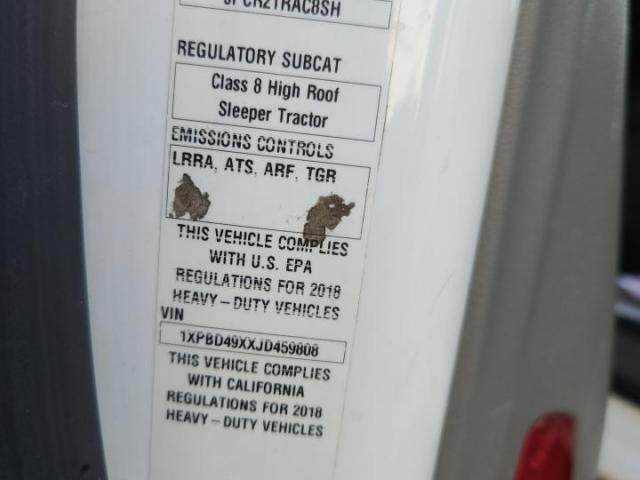 JPCR2TRAC8SH
REGULATORY SUBCAT
Class 8 High Roof
Sleeper Tractor
EMISSIONS CONTROLS
LRRA, ATS, ARF, TGR
THIS VEHICLE COMPLIES
WITH U.S. EPA
REGULATIONS FOR 2018
HEAVY-DUTY VEHICLES
VIN
1XPBD49XXJD459808
THIS VEHICLE COMPLIES
WITH CALIFORNIA
REGULATIONS FOR 2018
HEAVY-DUTY VEHICLES